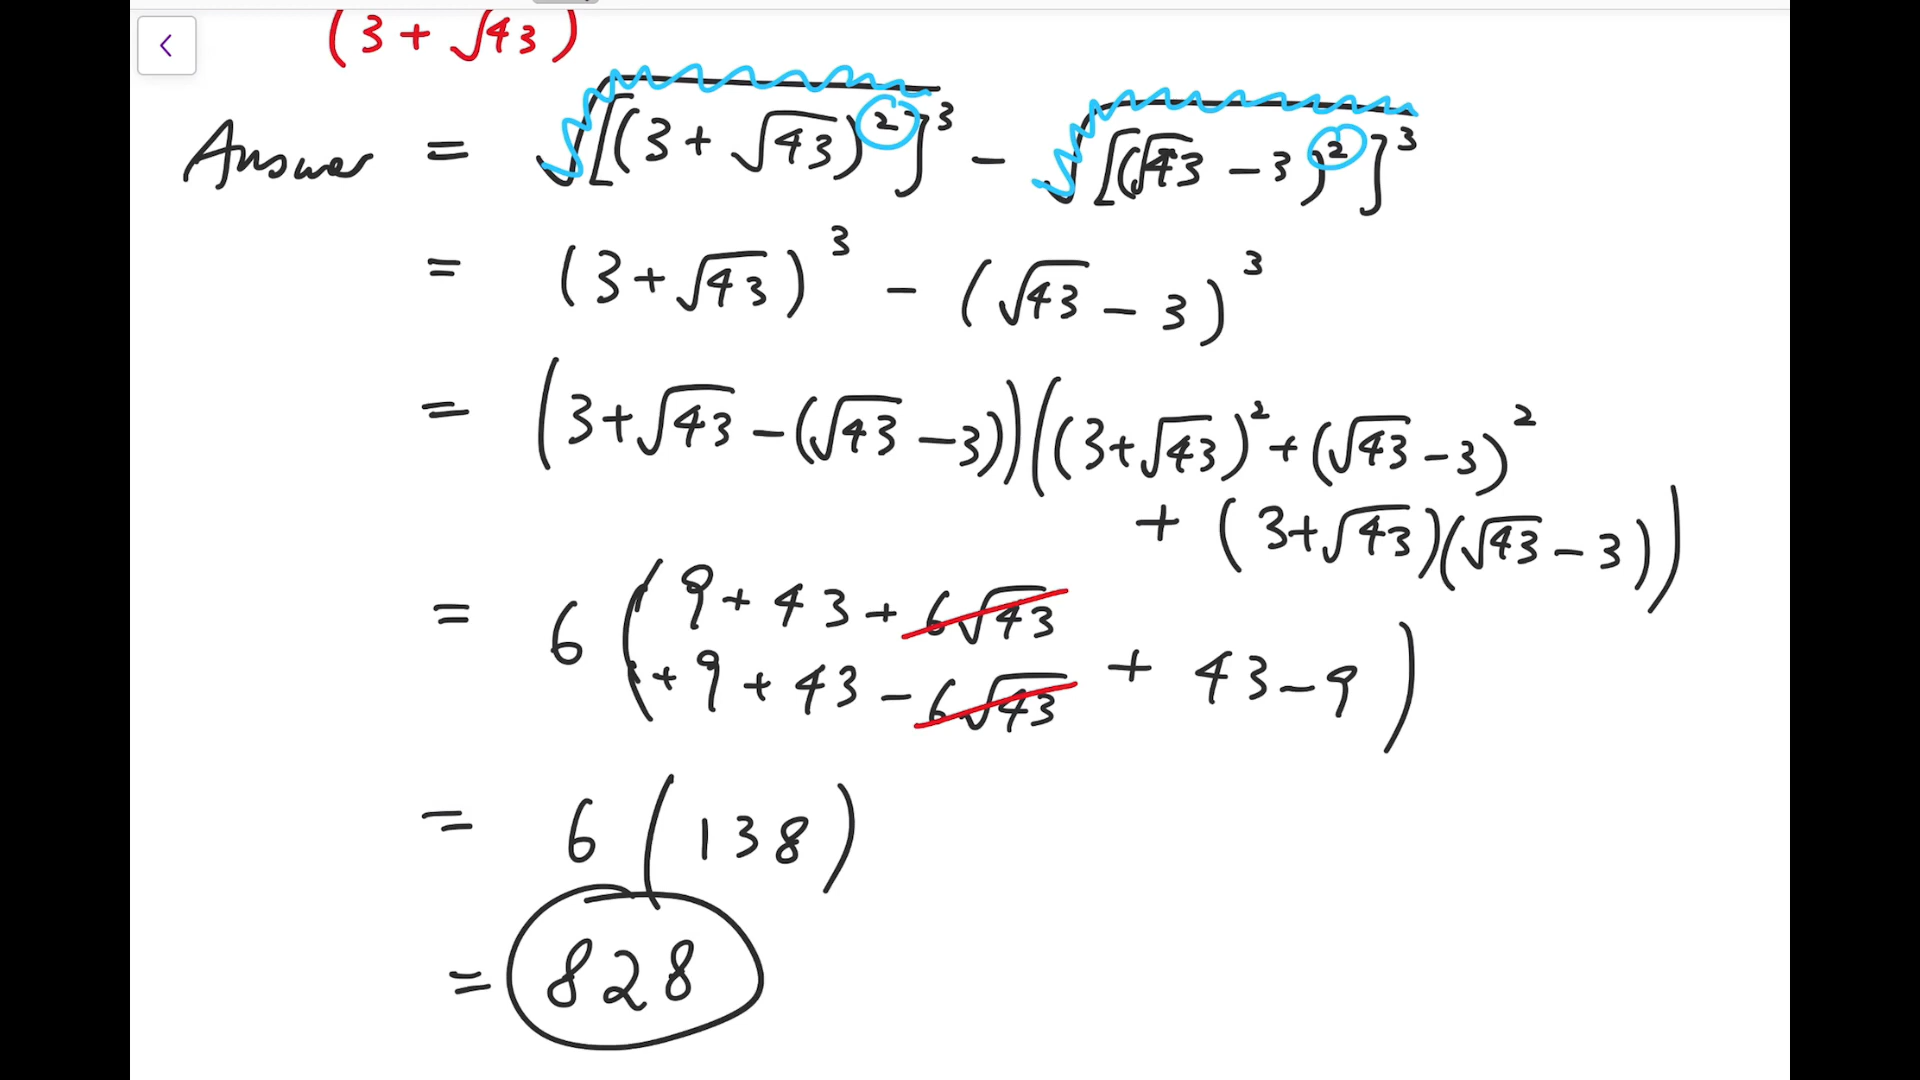 (3 + √43)
Answer = √[(3 + √43)²]³ − √[(√43 − 3)²]³
= (3 + √43)³ − (√43 − 3)³
= (3 + √43 − (√43 − 3))((3 + √43)² + (√43 − 3)²
+ (3 + √43)(√43 − 3))
= 6(9 + 43 + 6√43
+ 9 + 43 − 6√43 + 43 − 9)
= 6(138)
= 828